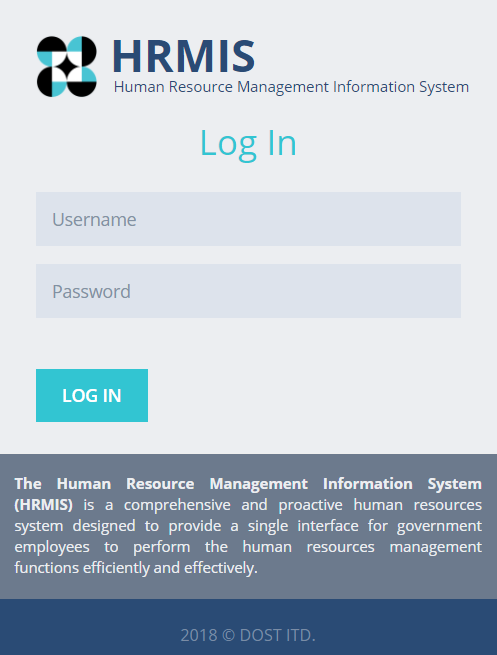 HRMIS
Human Resource Management Information System
Log In
Username
Password
LOG IN
The Human Resource Management Information System
(HRMIS) is a comprehensive and proactive human resources
system designed to provide a single interface for government
employees to perform the human resources management
functions efficiently and effectively.
2018 © DOST ITD.